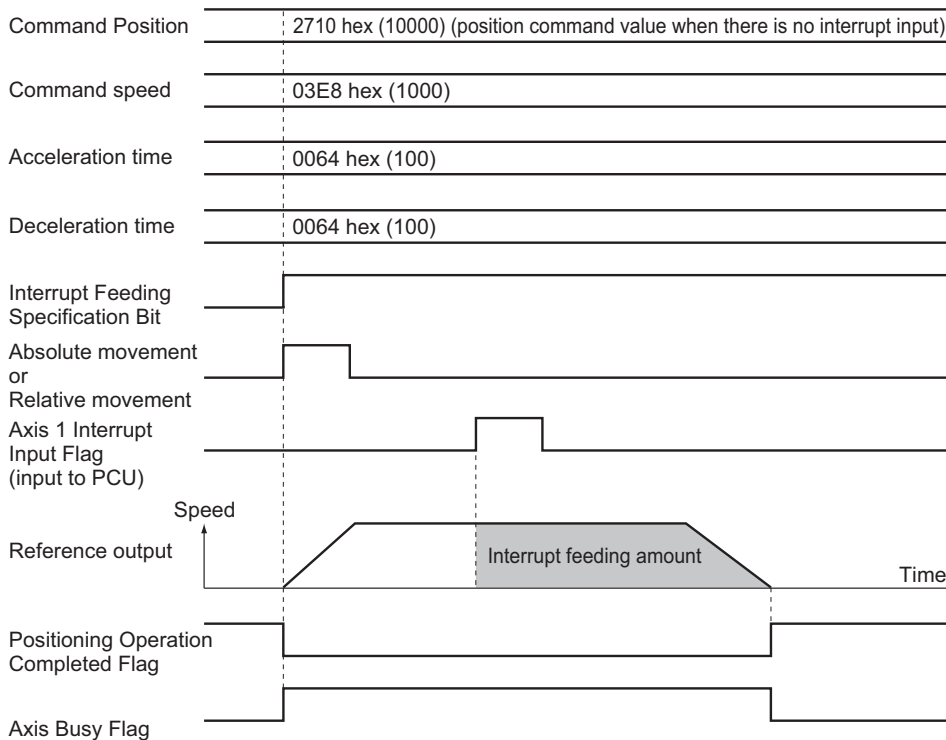 Command Position
2710 hex (10000) (position command value when there is no interrupt input)
Command speed
03E8 hex (1000)
Acceleration time
0064 hex (100)
Deceleration time
0064 hex (100)
Interrupt Feeding
Specification Bit
Absolute movement
or
Relative movement
Axis 1 Interrupt
Input Flag
(input to PCU)
Speed
Reference output
Interrupt feeding amount
Time
Positioning Operation
Completed Flag
Axis Busy Flag